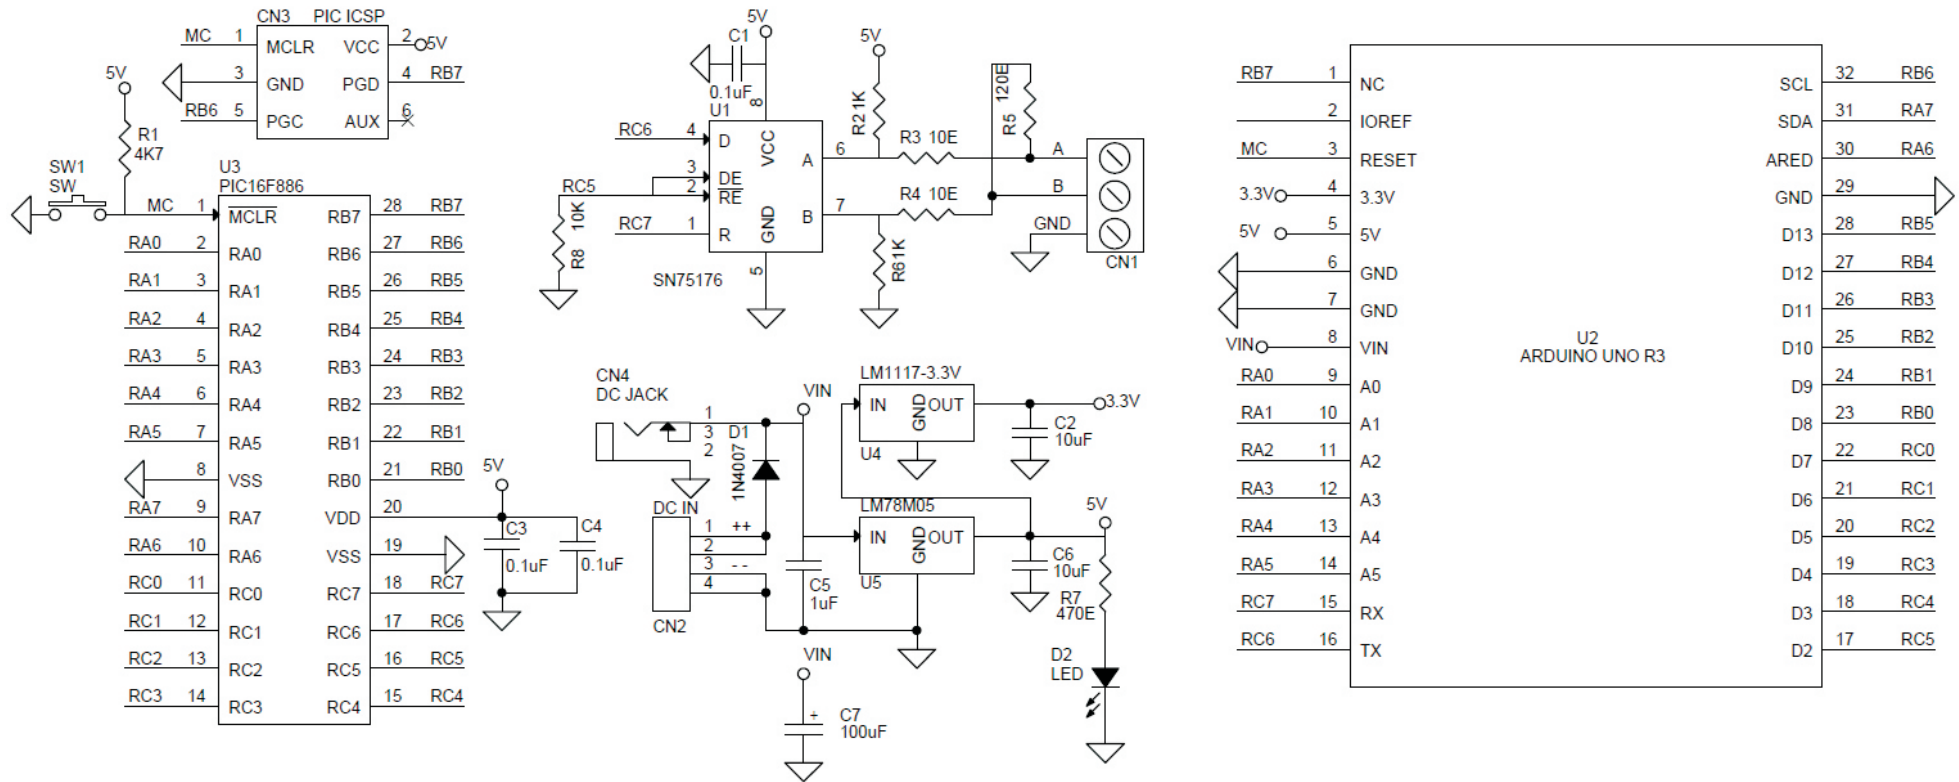 CN3 PIC ICSP
MC 1 MCLR VCC 2 5V
3 GND PGD 4 RB7
RB6 5 PGC AUX 6
5V
R1
4K7
SW1
SW
U3
PIC16F886
MC 1 MCLR RB7 28 RB7
RA0 2 RA0 RB6 27 RB6
RA1 3 RA1 RB5 26 RB5
RA2 4 RA2 RB4 25 RB4
RA3 5 RA3 RB3 24 RB3
RA4 6 RA4 RB2 23 RB2
RA5 7 RA5 RB1 22 RB1
8 VSS RB0 21 RB0
RA7 9 RA7 VDD 20
RA6 10 RA6 VSS 19
RC0 11 RC0 RC7 18 RC7
RC1 12 RC1 RC6 17 RC6
RC2 13 RC2 RC5 16 RC5
RC3 14 RC3 RC4 15 RC4
5V
C3
0.1uF
C4
0.1uF
5V
C1
0.1uF
U1
8
VCC
RC6 4 D
3 DE
RC5 2 RE
RC7 1 R
A 6
B 7
GND
5
SN75176
R8 10K
5V
R2 1K
R3 10E
R4 10E
R6 1K
R5 120E
A
B
GND
CN1
CN4
DC JACK
1
3
2
D1
1N4007
VIN
DC IN
1 ++
2
3 --
4
CN2
C5
1uF
LM1117-3.3V
IN GND OUT
U4
3.3V
C2
10uF
LM78M05
IN GND OUT
U5
5V
C6
10uF
R7
470E
D2
LED
VIN
+
C7
100uF
U2
ARDUINO UNO R3
RB7 1 NC SCL 32 RB6
2 IOREF SDA 31 RA7
MC 3 RESET ARED 30 RA6
3.3V 4 3.3V GND 29
5V 5 5V D13 28 RB5
6 GND D12 27 RB4
7 GND D11 26 RB3
VIN 8 VIN D10 25 RB2
RA0 9 A0 D9 24 RB1
RA1 10 A1 D8 23 RB0
RA2 11 A2 D7 22 RC0
RA3 12 A3 D6 21 RC1
RA4 13 A4 D5 20 RC2
RA5 14 A5 D4 19 RC3
RC7 15 RX D3 18 RC4
RC6 16 TX D2 17 RC5